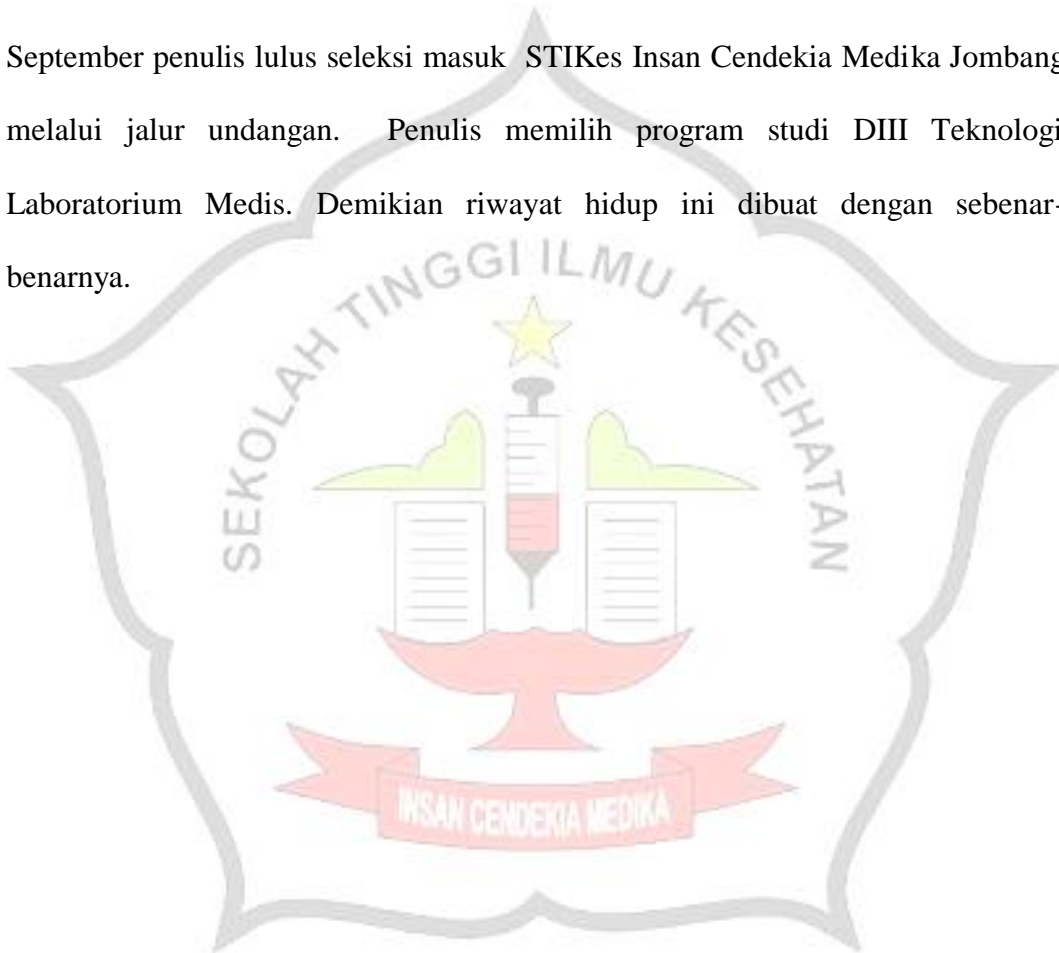 September penulis lulus seleksi masuk STIKes Insan Cendekia Medika Jombang
melalui jalur undangan. Penulis memilih program studi DIII Teknologi
Laboratorium Medis. Demikian riwayat hidup ini dibuat dengan sebenar-
benarnya.
SEKOLAH TINGGI ILMU KESEHATAN
INSAN CENDEKIA MEDIKA